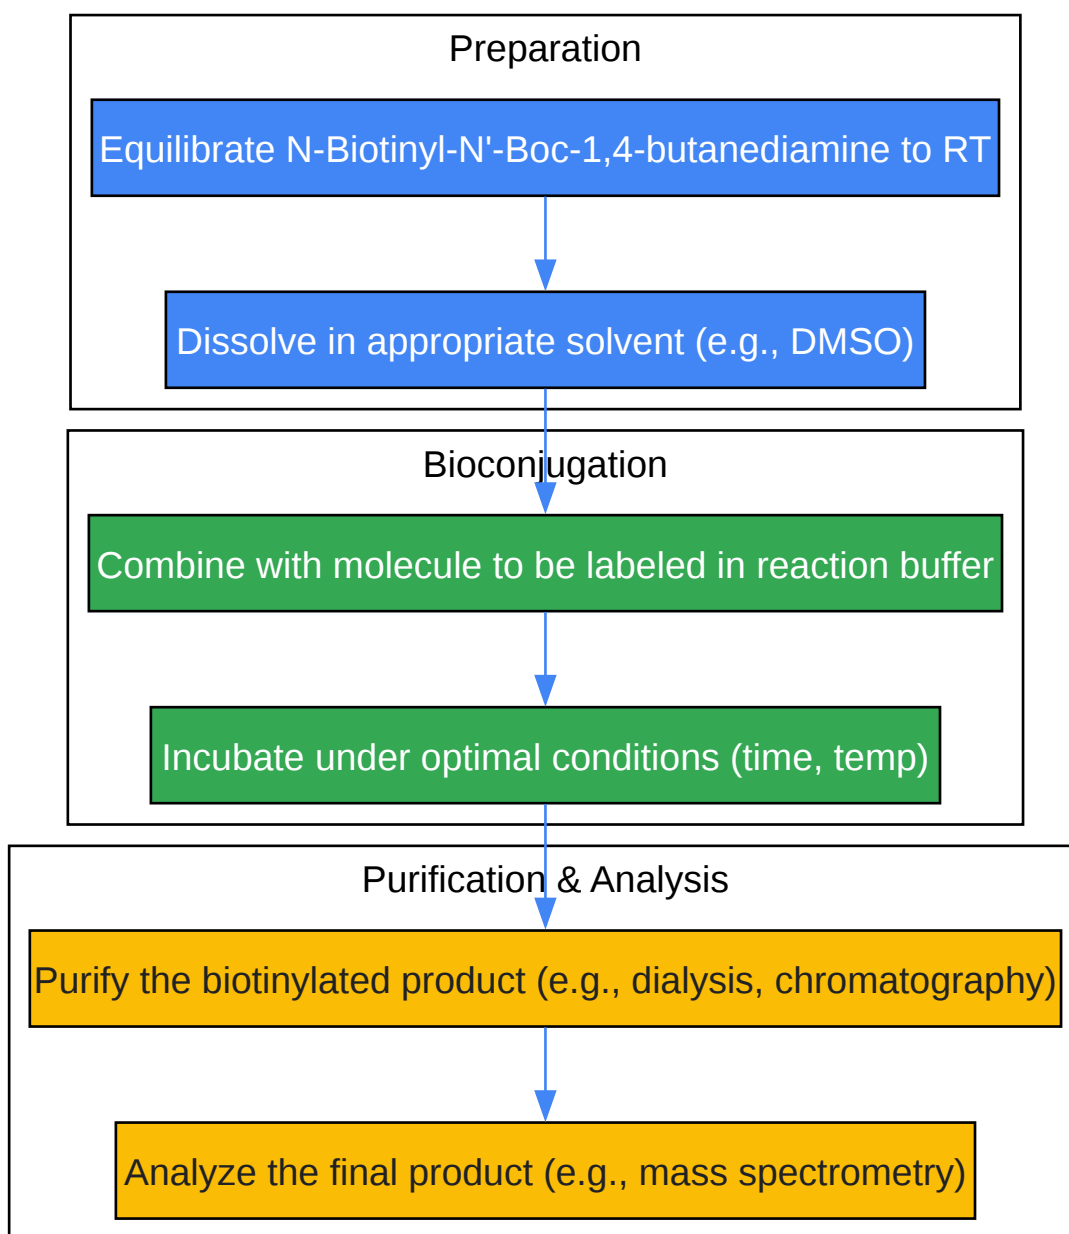 Preparation
Equilibrate N-Biotinyl-N'-Boc-1,4-butanediamine to RT
Dissolve in appropriate solvent (e.g., DMSO)
Bioconjugation
Combine with molecule to be labeled in reaction buffer
Incubate under optimal conditions (time, temp)
Purification & Analysis
Purify the biotinylated product (e.g., dialysis, chromatography)
Analyze the final product (e.g., mass spectrometry)